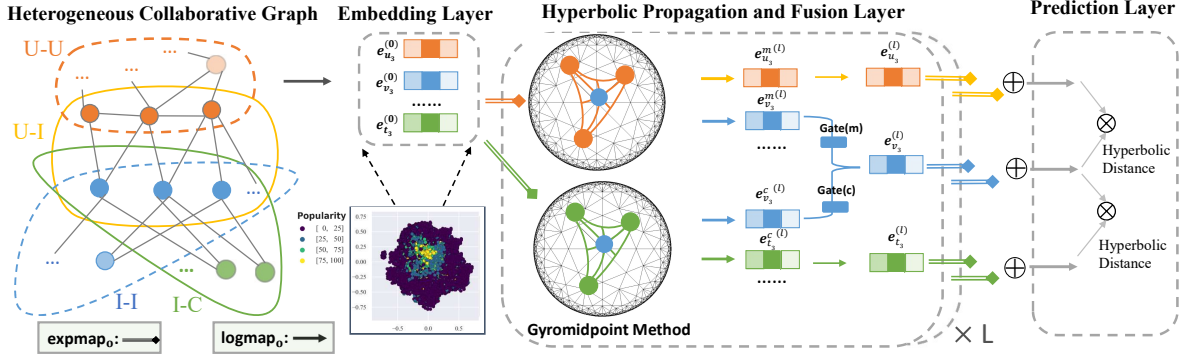 Heterogeneous Collaborative Graph
Embedding Layer
Hyperbolic Propagation and Fusion Layer
Prediction Layer
U-U
...
...
...
U-I
...
...
...
I-I
I-C
expmap₀:
logmap₀:
e_{u_3}^{(0)}
e_{v_3}^{(0)}
......
e_{t_3}^{(0)}
Popularity
[ 0, 25]
[25, 50]
[50, 75]
[75, 100]
0.75
0.50
0.25
0.00
-0.25
-0.50
-0.75
-0.5
0.0
0.5
Gyromidpoint Method
e_{u_3}^{m(l)}
e_{v_3}^{m(l)}
......
e_{v_3}^{c(l)}
e_{t_3}^{c(l)}
......
Gate(m)
Gate(c)
e_{u_3}^{(l)}
e_{v_3}^{(l)}
e_{t_3}^{(l)}
× L
Hyperbolic
Distance
Hyperbolic
Distance